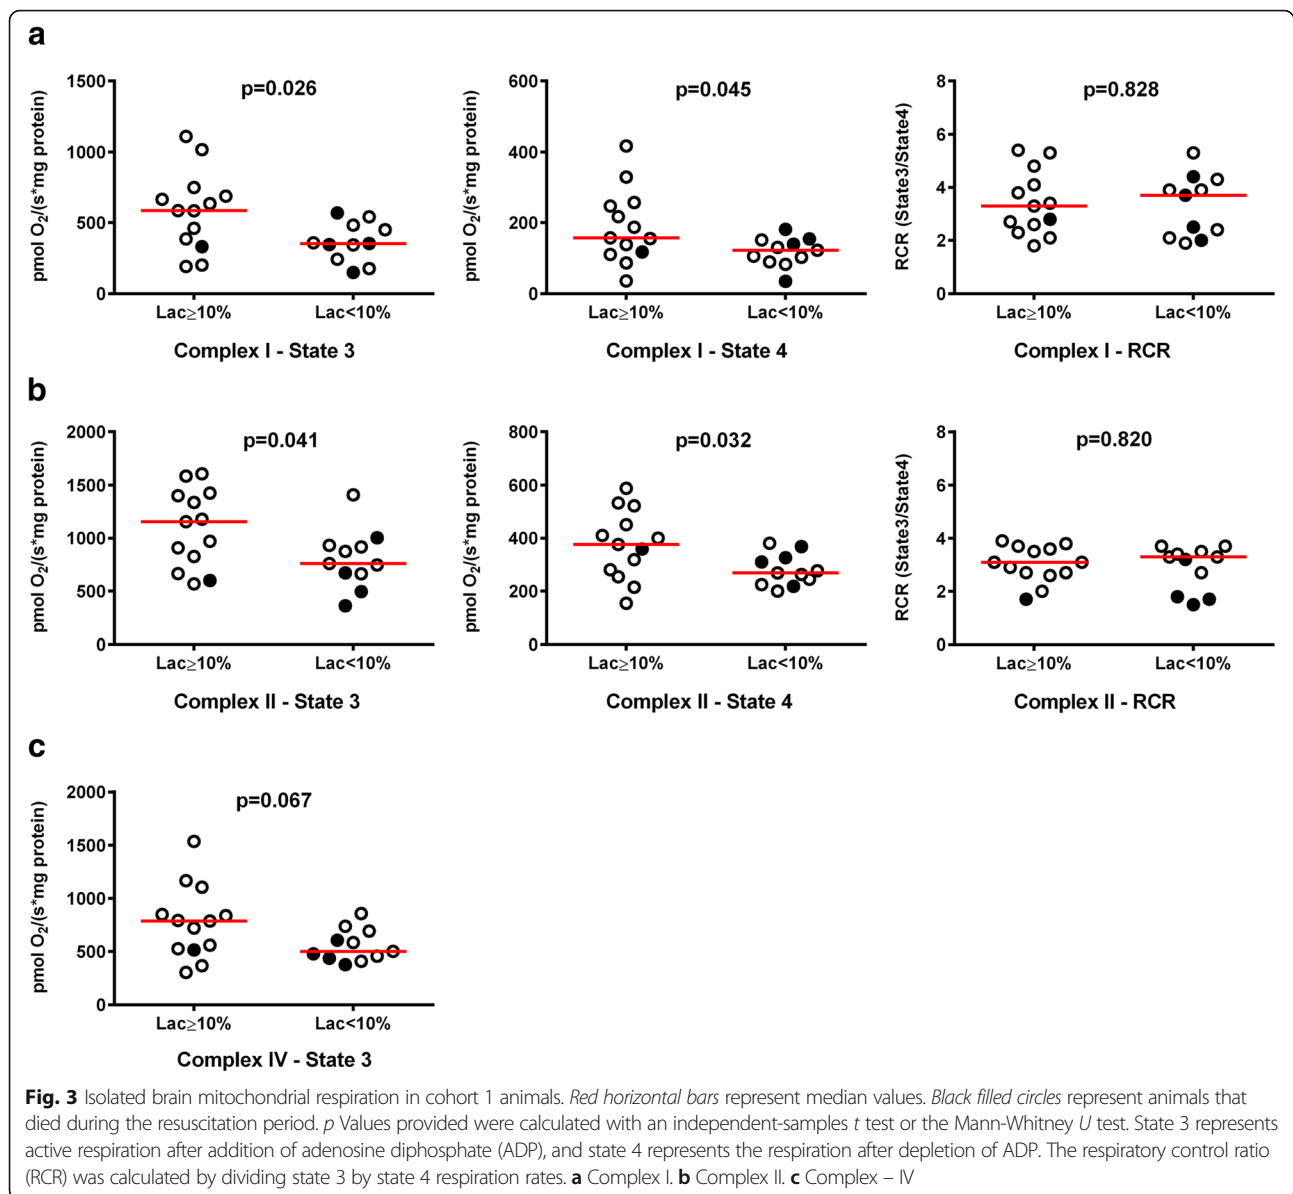 a
p=0.026
p=0.045
p=0.828
1500
1000
500
0
pmol O₂/(s*mg protein)
Lac≥10%
Lac<10%
Complex I - State 3
600
400
200
0
pmol O₂/(s*mg protein)
Lac≥10%
Lac<10%
Complex I - State 4
8
6
4
2
0
RCR (State3/State4)
Lac≥10%
Lac<10%
Complex I - RCR
b
p=0.041
p=0.032
p=0.820
2000
1500
1000
500
0
pmol O₂/(s*mg protein)
Lac≥10%
Lac<10%
Complex II - State 3
800
600
400
200
0
pmol O₂/(s*mg protein)
Lac≥10%
Lac<10%
Complex II - State 4
8
6
4
2
0
RCR (State3/State4)
Lac≥10%
Lac<10%
Complex II - RCR
c
p=0.067
2000
1500
1000
500
0
pmol O₂/(s*mg protein)
Lac≥10%
Lac<10%
Complex IV - State 3
Fig. 3 Isolated brain mitochondrial respiration in cohort 1 animals. Red horizontal bars represent median values. Black filled circles represent animals that
died during the resuscitation period. p Values provided were calculated with an independent-samples t test or the Mann-Whitney U test. State 3 represents
active respiration after addition of adenosine diphosphate (ADP), and state 4 represents the respiration after depletion of ADP. The respiratory control ratio
(RCR) was calculated by dividing state 3 by state 4 respiration rates. a Complex I. b Complex II. c Complex – IV